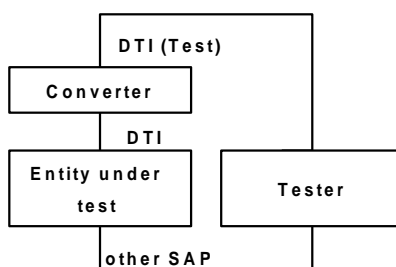 DTI (Test)
Converter
DTI
Entity under
test
Tester
other SAP